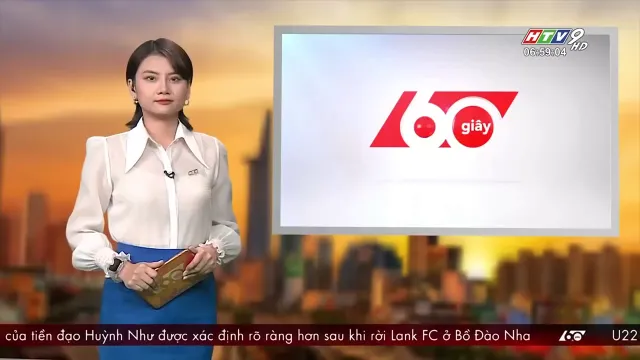 HTV9 HD
06:59:04
60 giây
của tiền đạo Huỳnh Như được xác định rõ ràng hơn sau khi rời Lank FC ở Bồ Đào Nha 60 U22